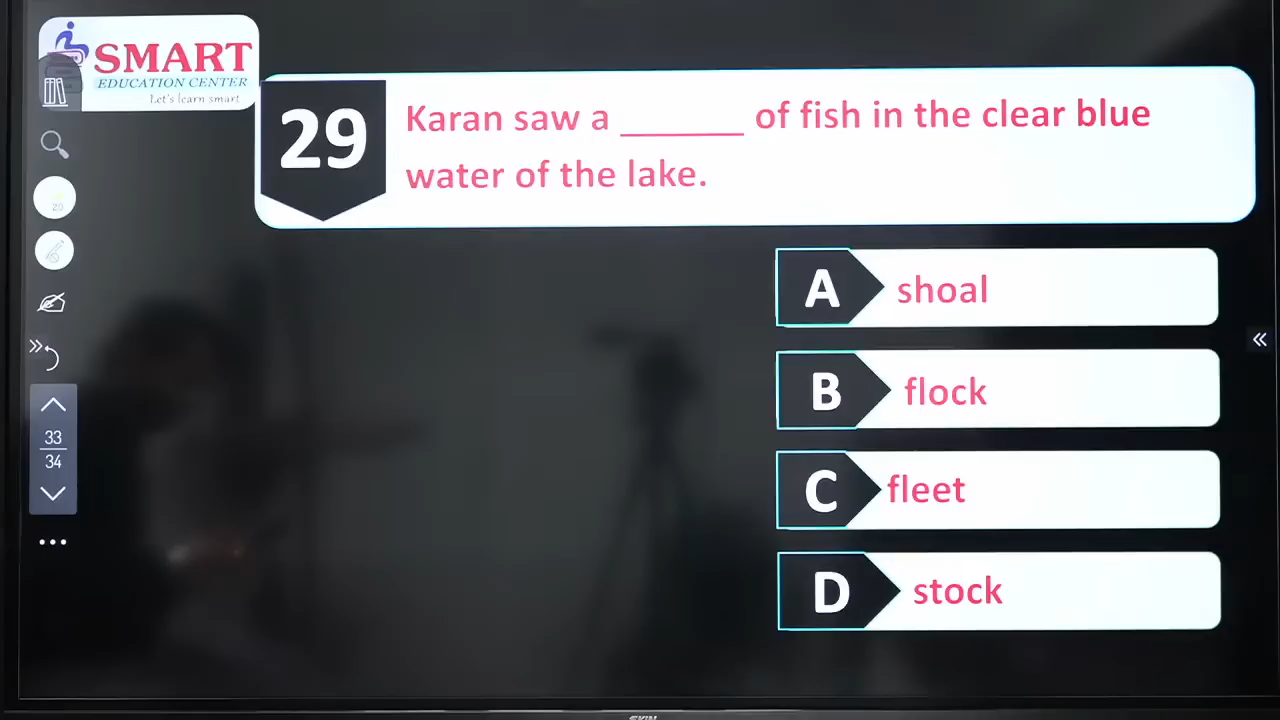 SMART
EDUCATION CENTER
Let's learn smart
29
Karan saw a _______ of fish in the clear blue
water of the lake.
A shoal
B flock
C fleet
D stock
20
33
34